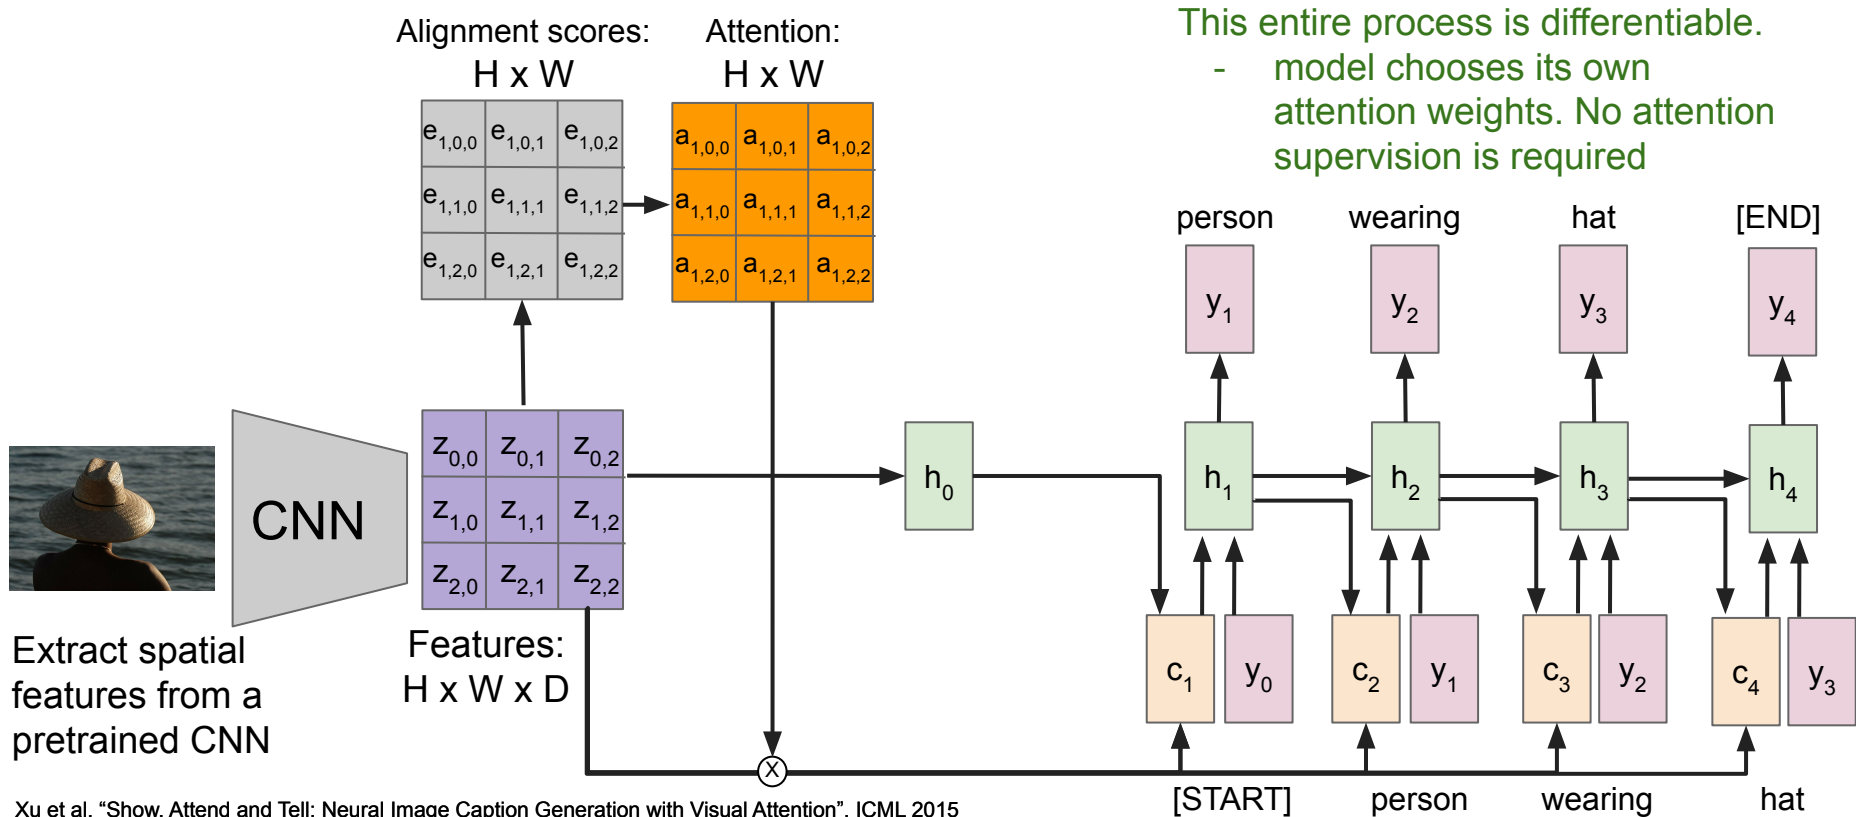 This entire process is differentiable.
- model chooses its own
attention weights. No attention
supervision is required
Alignment scores:
H x W
Attention:
H x W
e1,0,0 e1,0,1 e1,0,2
e1,1,0 e1,1,1 e1,1,2
e1,2,0 e1,2,1 e1,2,2
a1,0,0 a1,0,1 a1,0,2
a1,1,0 a1,1,1 a1,1,2
a1,2,0 a1,2,1 a1,2,2
person wearing hat [END]
y1 y2 y3 y4
CNN
z0,0 z0,1 z0,2
z1,0 z1,1 z1,2
z2,0 z2,1 z2,2
h0 h1 h2 h3 h4
Extract spatial
features from a
pretrained CNN
Features:
H x W x D
c1 y0 c2 y1 c3 y2 c4 y3
X
[START] person wearing hat
Xu et al, “Show, Attend and Tell: Neural Image Caption Generation with Visual Attention”, ICML 2015